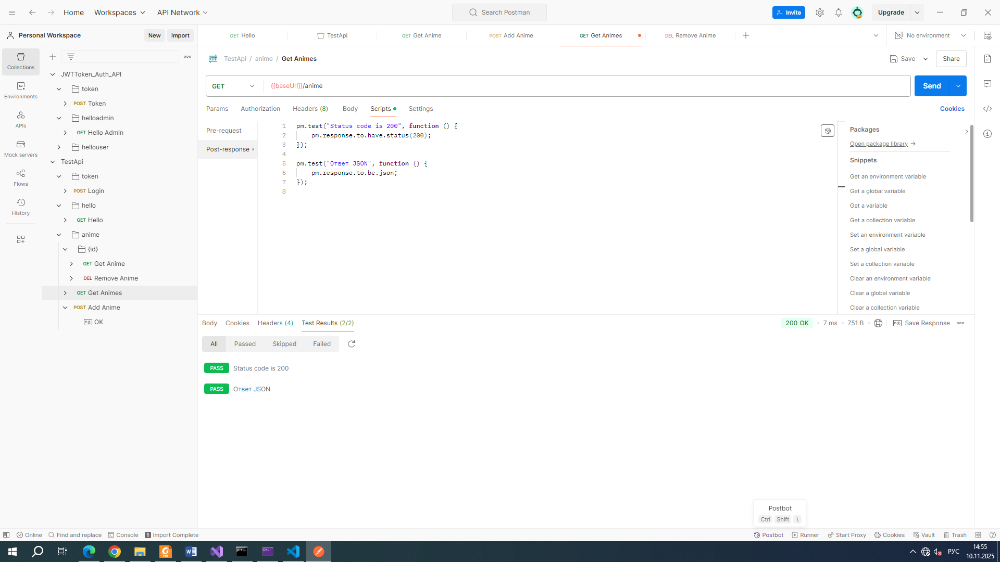 Home
Workspaces
API Network
Search Postman
Invite
Upgrade
Personal Workspace
New
Import
GET Hello
TestApi
GET Get Anime
POST Add Anime
GET Get Animes
DEL Remove Anime
No environment
Collections
Environments
APIs
Mock servers
Flows
History
JWTToken_Auth_API
token
POST Token
helloadmin
GET Hello Admin
hellouser
TestApi
token
POST Login
hello
GET Hello
anime
{id}
GET Get Anime
DEL Remove Anime
GET Get Animes
POST Add Anime
e.g. OK
HTTP TestApi / anime / Get Animes
Save
Share
GET
{{baseUrl}}/anime
Send
Params
Authorization
Headers (8)
Body
Scripts
Settings
Cookies
Pre-request
Post-response
1 pm.test("Status code is 200", function () {
2 pm.response.to.have.status(200);
3 });
4
5 pm.test("Ответ JSON", function () {
6 pm.response.to.be.json;
7 });
8
Packages
Open package library →
Snippets
Get an environment variable
Get a global variable
Get a variable
Get a collection variable
Set an environment variable
Set a global variable
Set a collection variable
Clear an environment variable
Clear a global variable
Clear a collection variable
Body
Cookies
Headers (4)
Test Results (2/2)
200 OK
7 ms
751 B
e.g. Save Response
All
Passed
Skipped
Failed
PASS Status code is 200
PASS Ответ JSON
Postbot
Ctrl Shift \
Online
Find and replace
Console
1 Import Complete
Postbot
Runner
Start Proxy
Cookies
Vault
Trash
РУС
14:55
10.11.2025